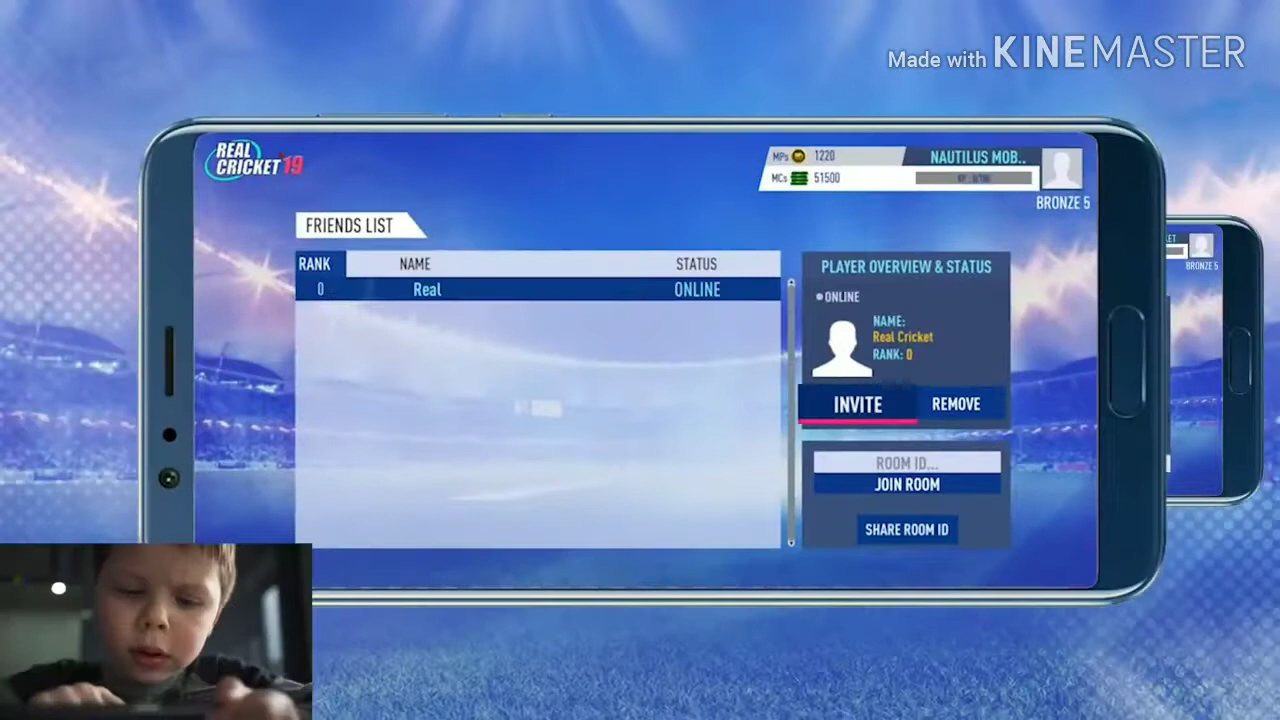 Made with KINEMASTER
REAL
CRICKET '19
MPs 1220
NAUTILUS MOB..
MCs 51500
BRONZE 5
FRIENDS LIST
RANK NAME STATUS
0 Real ONLINE
PLAYER OVERVIEW & STATUS
ONLINE
NAME:
Real Cricket
RANK: 0
INVITE REMOVE
ROOM ID...
JOIN ROOM
SHARE ROOM ID
BRONZE 5